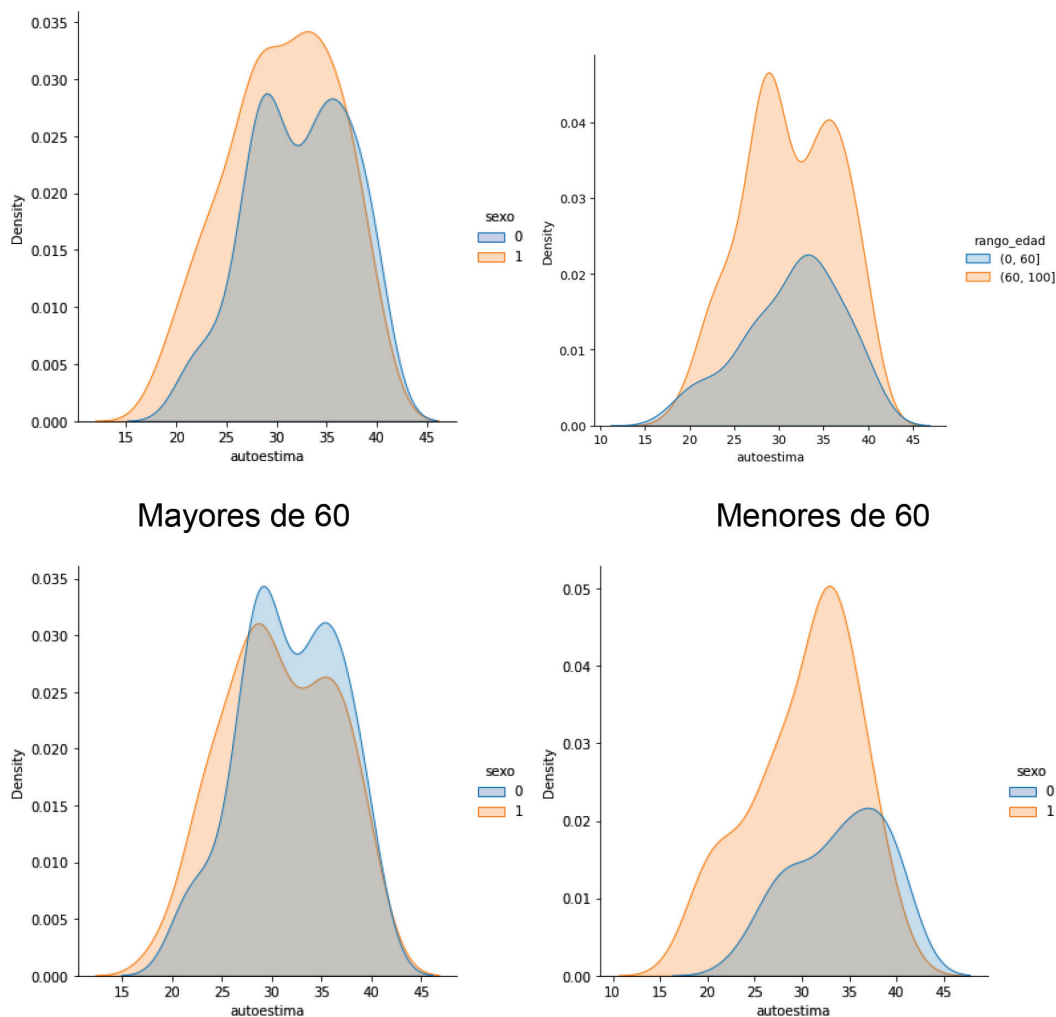 0.035
0.030
0.025
0.020
0.015
0.010
0.005
0.000
Density
15 20 25 30 35 40 45
autoestima
sexo
0
1
0.04
0.03
0.02
0.01
0.00
Density
10 15 20 25 30 35 40 45
autoestima
rango_edad
(0, 60]
(60, 100]
Mayores de 60
Menores de 60
0.035
0.030
0.025
0.020
0.015
0.010
0.005
0.000
Density
15 20 25 30 35 40 45
autoestima
sexo
0
1
0.05
0.04
0.03
0.02
0.01
0.00
Density
10 15 20 25 30 35 40 45
autoestima
sexo
0
1